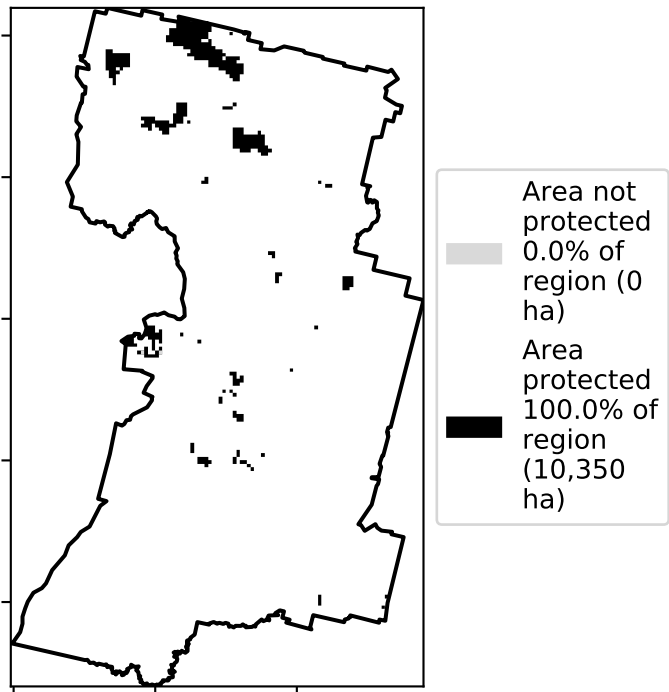 Area not
protected
0.0% of
region (0
ha)
Area
protected
100.0% of
region
(10,350
ha)